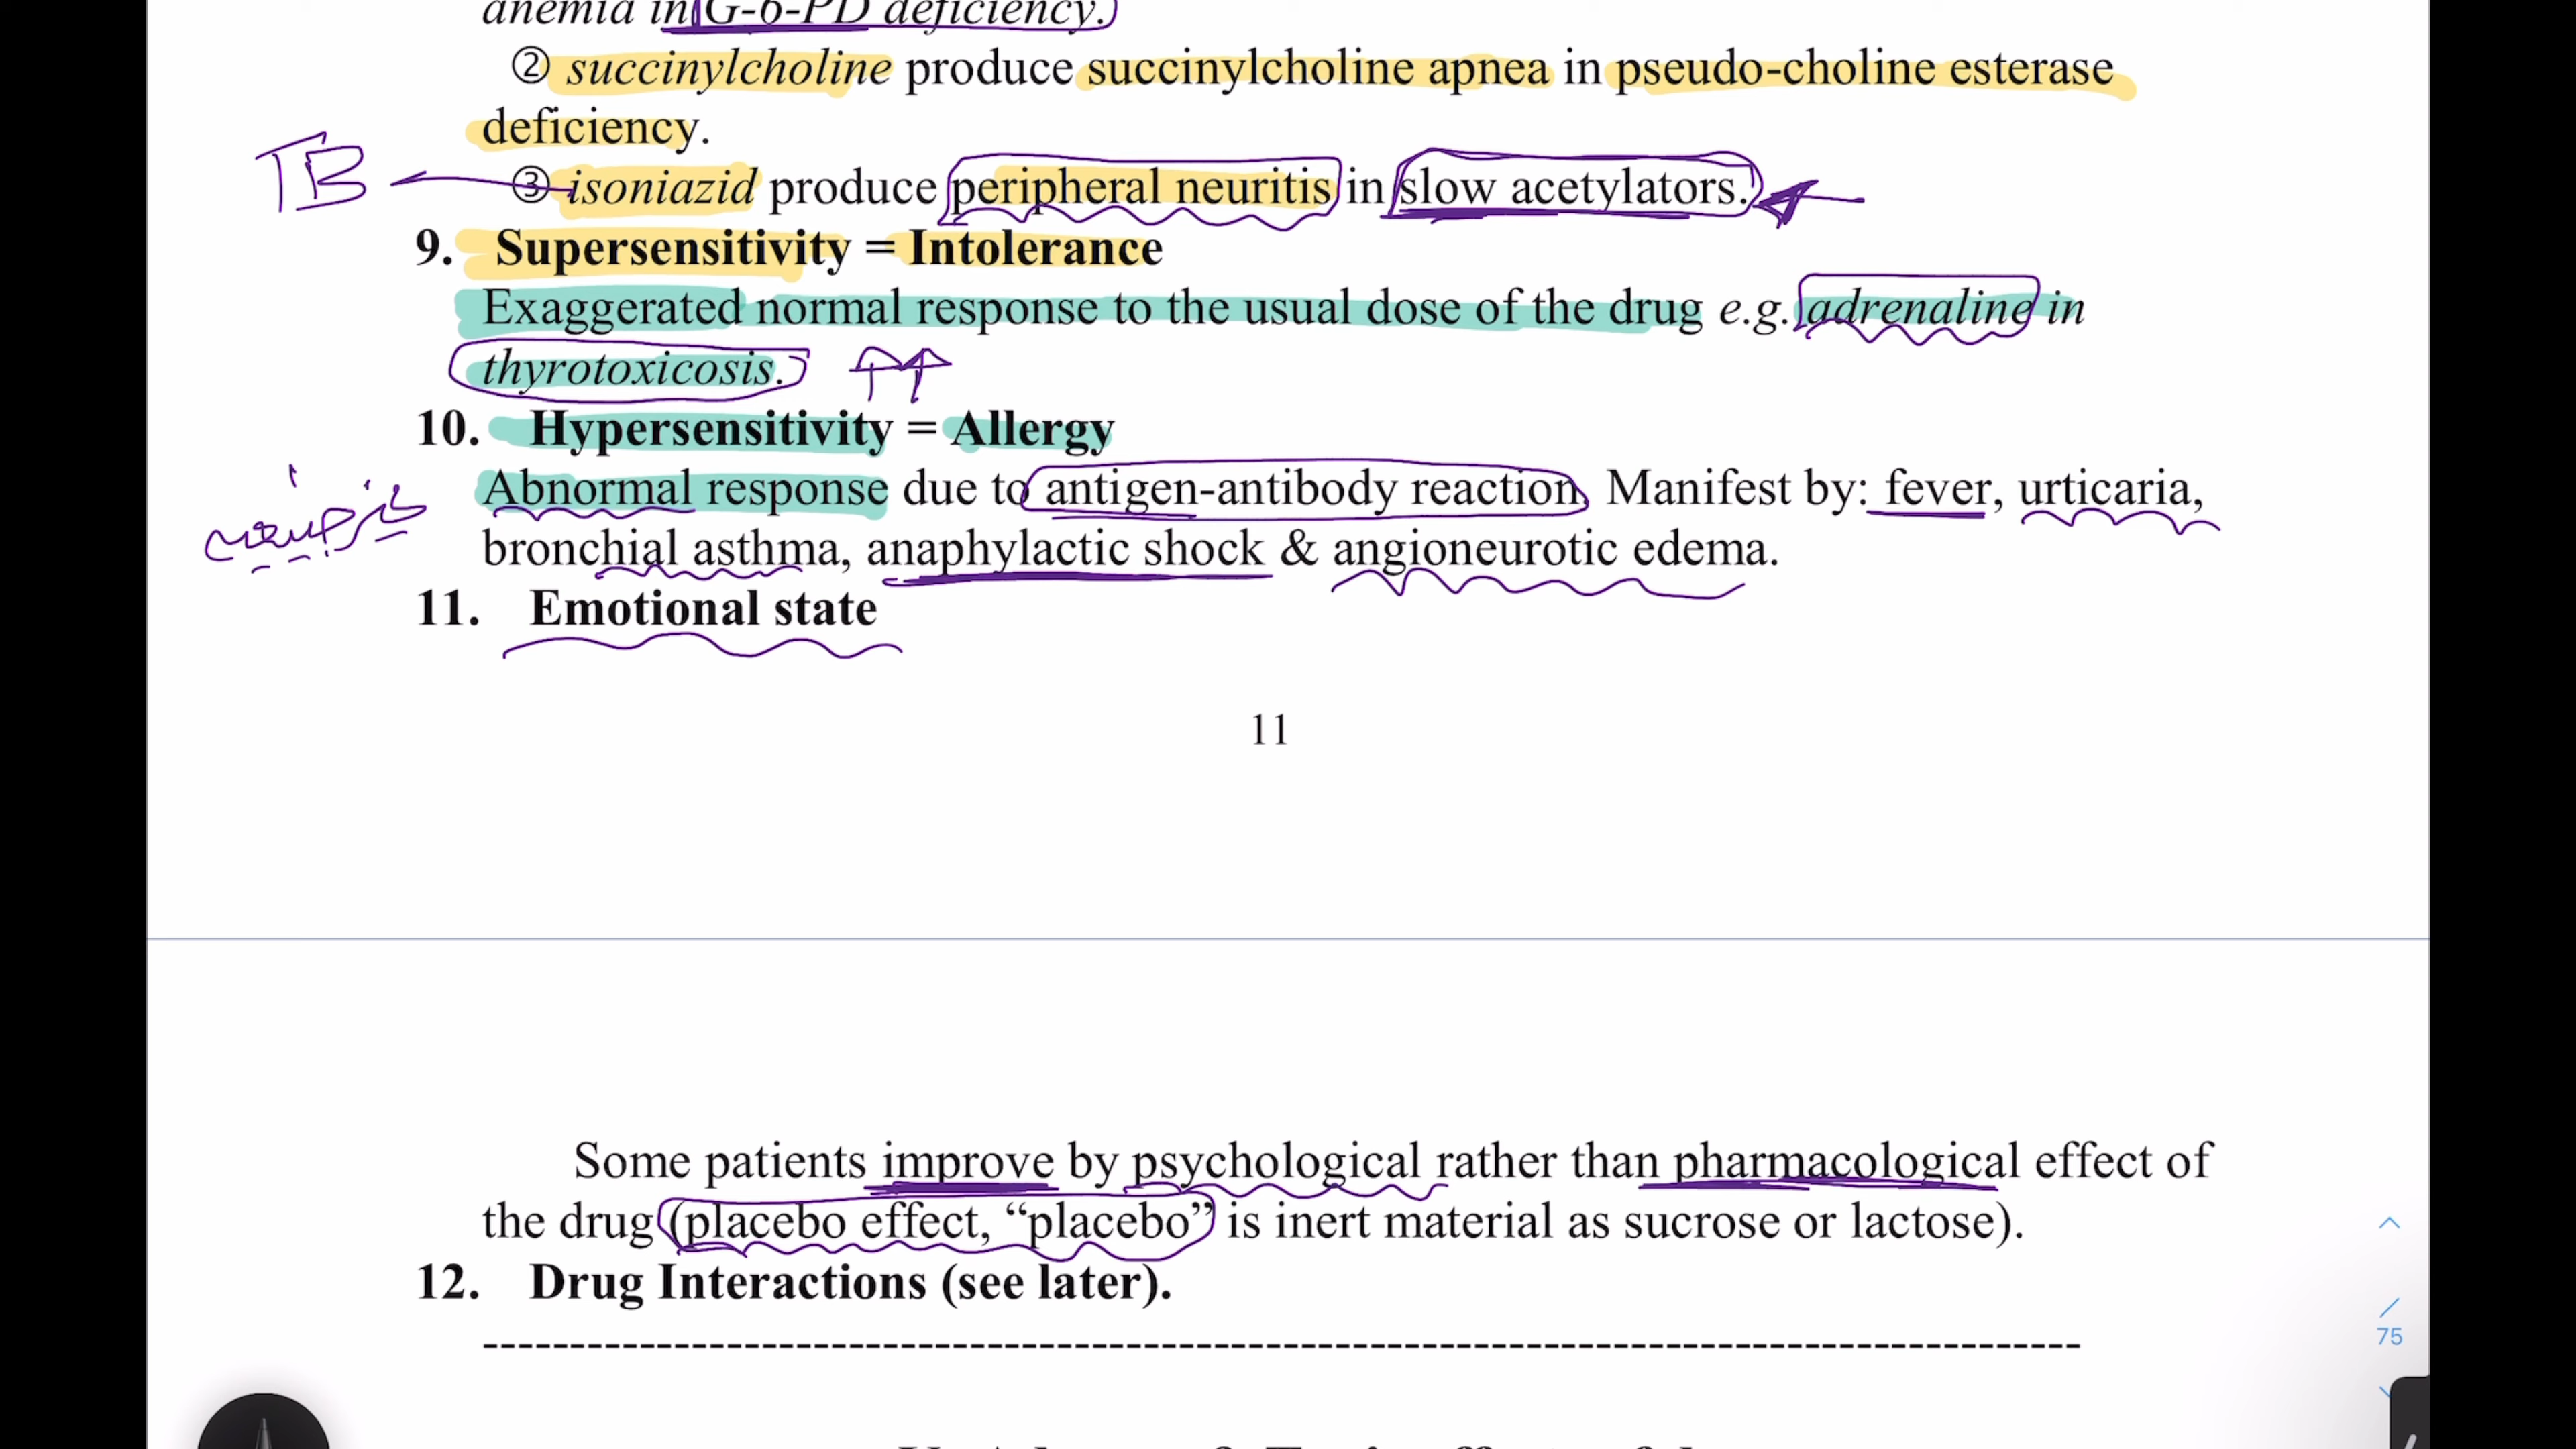 anemia in G-6-PD deficiency.
② succinylcholine produce succinylcholine apnea in pseudo-choline esterase
deficiency.
TB
③ isoniazid produce peripheral neuritis in slow acetylators.
9. Supersensitivity = Intolerance
Exaggerated normal response to the usual dose of the drug e.g. adrenaline in
thyrotoxicosis.
10. Hypersensitivity = Allergy
Abnormal response due to antigen-antibody reaction. Manifest by: fever, urticaria,
bronchial asthma, anaphylactic shock & angioneurotic edema.
11. Emotional state
11
Some patients improve by psychological rather than pharmacological effect of
the drug (placebo effect, “placebo” is inert material as sucrose or lactose).
12. Drug Interactions (see later).
--------------------------------------------------------------------------------
/
75